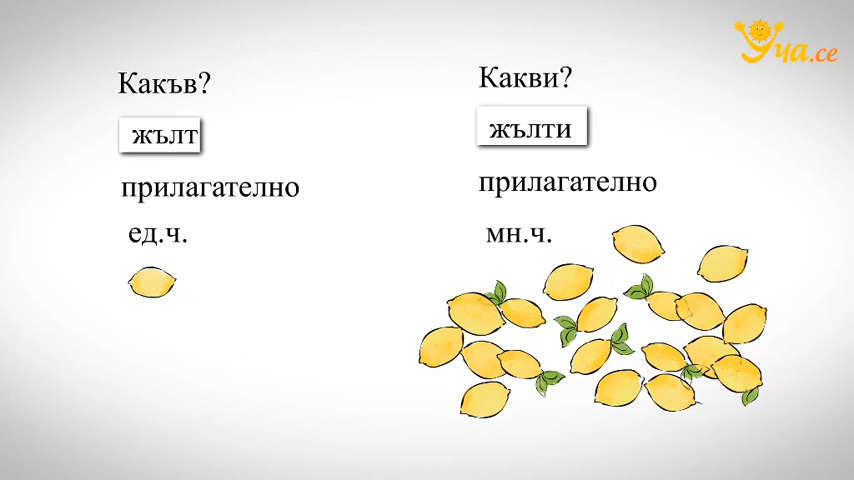 Уча.се
Какъв?
жълт
прилагателно
ед.ч.
Какви?
жълти
прилагателно
мн.ч.